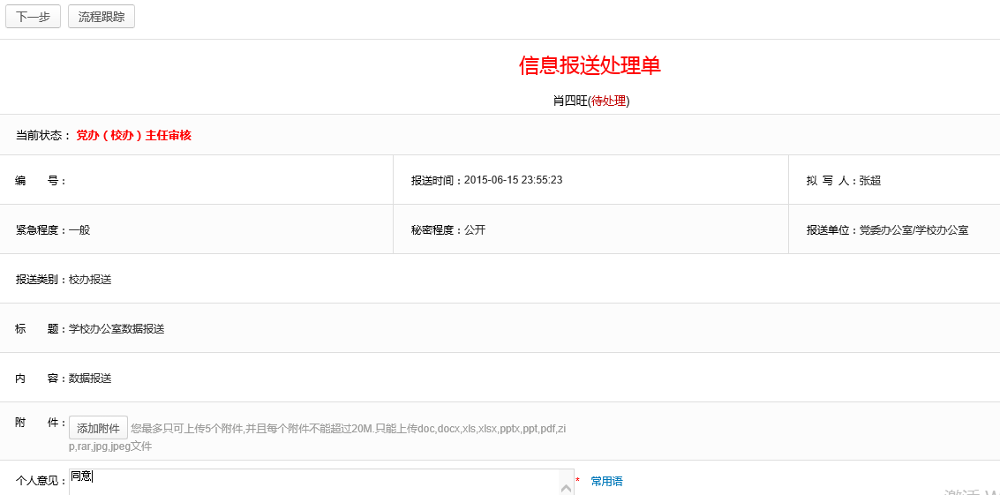 下一步 流程跟踪
信息报送处理单
肖四旺(待处理)
当前状态： 党办（校办）主任审核
编 号： 报送时间：2015-06-15 23:55:23 拟 写 人：张超
紧急程度：一般 秘密程度：公开 报送单位：党委办公室/学校办公室
报送类别：校办报送
标 题：学校办公室数据报送
内 容：数据报送
附 件： 添加附件 您最多只可上传5个附件,并且每个附件不能超过20M.只能上传doc,docx,xls,xlsx,pptx,ppt,pdf,zi
p,rar,jpg,jpeg文件
个人意见：同意 * 常用语
激活 W